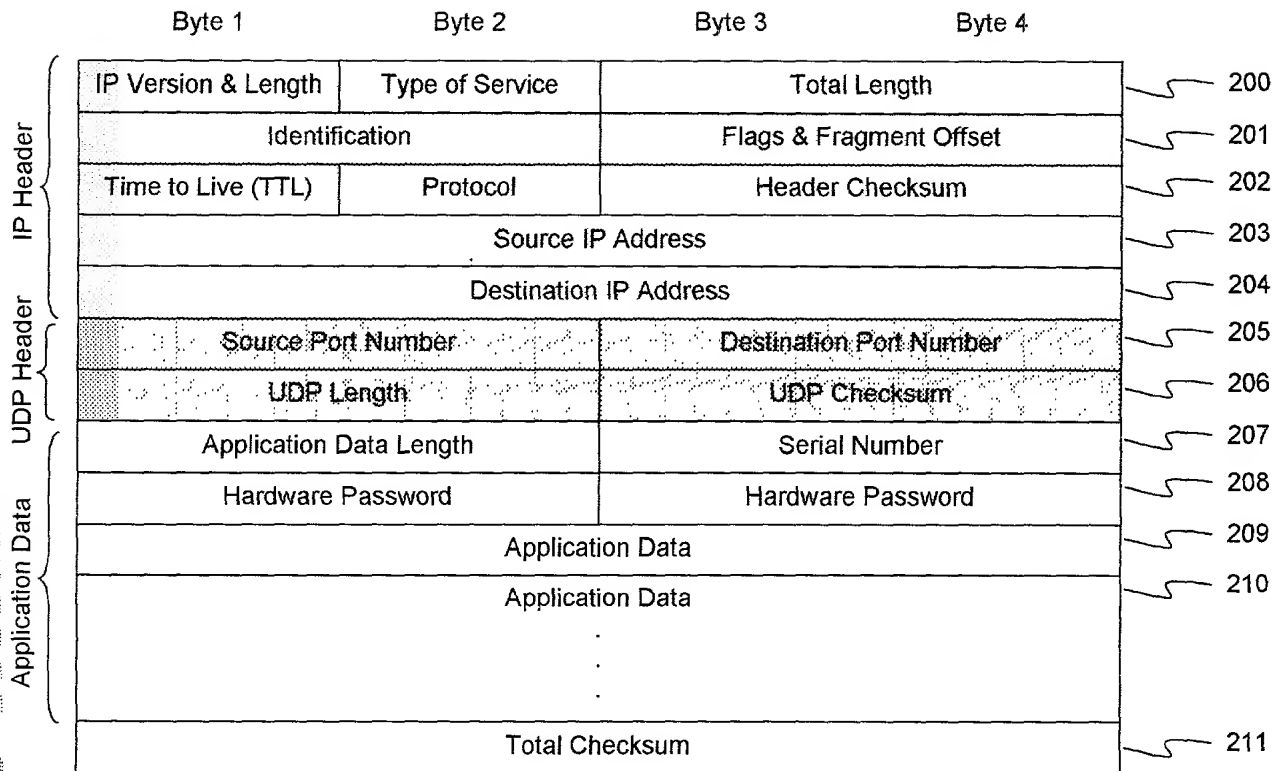 Byte 1 Byte 2 Byte 3 Byte 4
IP Header
IP Version & Length Type of Service Total Length 200
Identification Flags & Fragment Offset 201
Time to Live (TTL) Protocol Header Checksum 202
Source IP Address 203
Destination IP Address 204
UDP Header
Source Port Number Destination Port Number 205
UDP Length UDP Checksum 206
Application Data
Application Data Length Serial Number 207
Hardware Password Hardware Password 208
Application Data 209
Application Data 210
.
.
.
Total Checksum 211